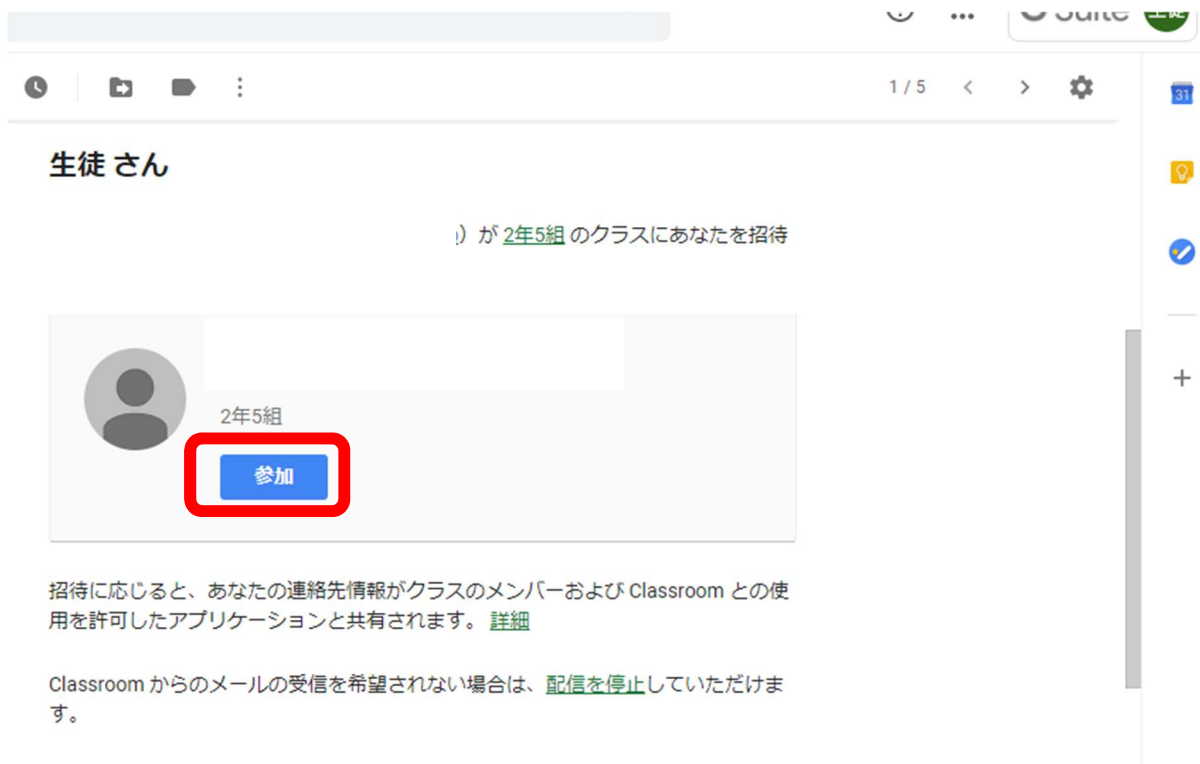 Suite 生徒
1 / 5
31
生徒 さん
）が 2年5組 のクラスにあなたを招待
2年5組
参加
招待に応じると、あなたの連絡先情報がクラスのメンバーおよび Classroom との使
用を許可したアプリケーションと共有されます。 詳細
Classroom からのメールの受信を希望されない場合は、配信を停止していただけま
す。